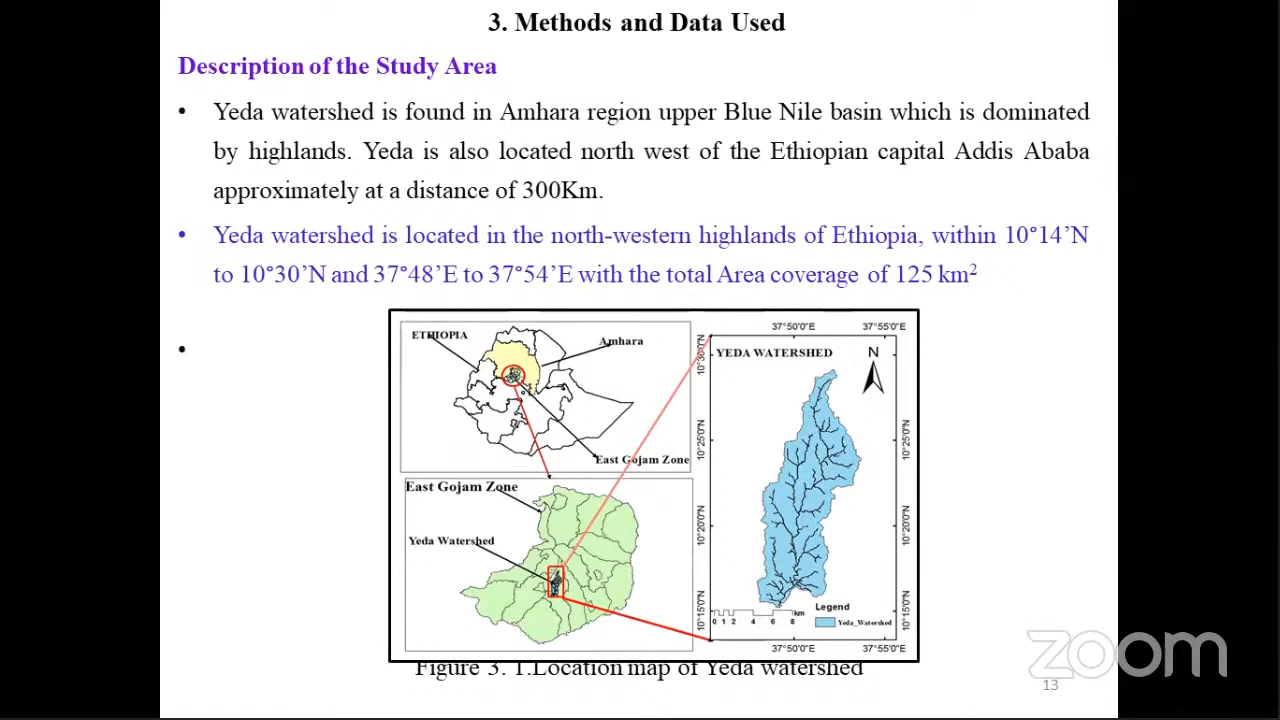 3. Methods and Data Used
Description of the Study Area
• Yeda watershed is found in Amhara region upper Blue Nile basin which is dominated
by highlands. Yeda is also located north west of the Ethiopian capital Addis Ababa
approximately at a distance of 300Km.
• Yeda watershed is located in the north-western highlands of Ethiopia, within 10°14’N
to 10°30’N and 37°48’E to 37°54’E with the total Area coverage of 125 km²
•
ETHIOPIA
Amhara
East Gojam Zone
East Gojam Zone
Yeda Watershed
37°50'0"E 37°55'0"E
YEDA WATERSHED
N
10°30'0"N
10°25'0"N 10°25'0"N
10°20'0"N 10°20'0"N
10°15'0"N 10°15'0"N
Legend
Yeda_Watershed
km
0 1 2 4 6 8
37°50'0"E 37°55'0"E
Figure 3. 1.Location map of Yeda watershed
zoom
13